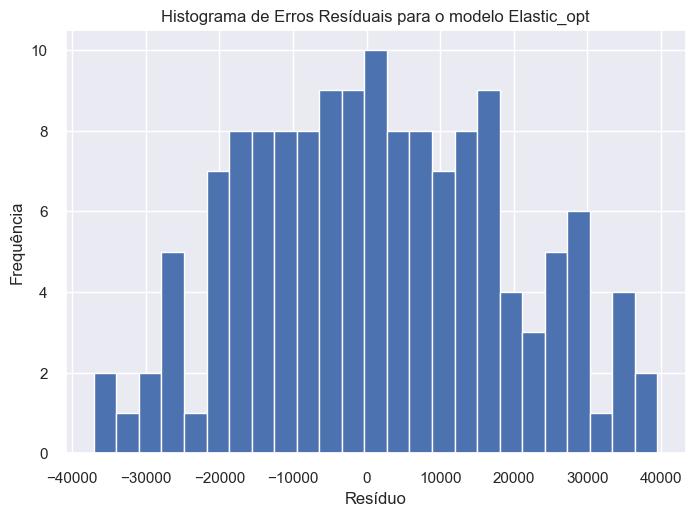 Histograma de Erros Resíduais para o modelo Elastic_opt
10
8
6
4
2
0
Frequência
−40000 −30000 −20000 −10000 0 10000 20000 30000 40000
Resíduo